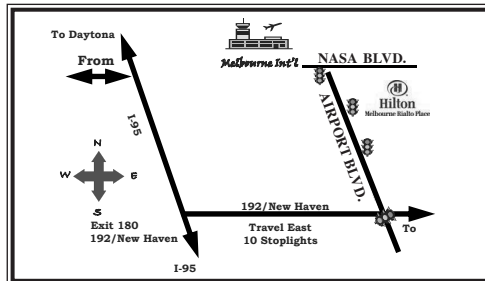 To Daytona
From
Melbourne Int'l
NASA BLVD.
Hilton
Melbourne Rialto Place
AIRPORT BLVD.
I-95
N
W
E
S
Exit 180
192/New Haven
192/New Haven
Travel East
10 Stoplights
To
I-95